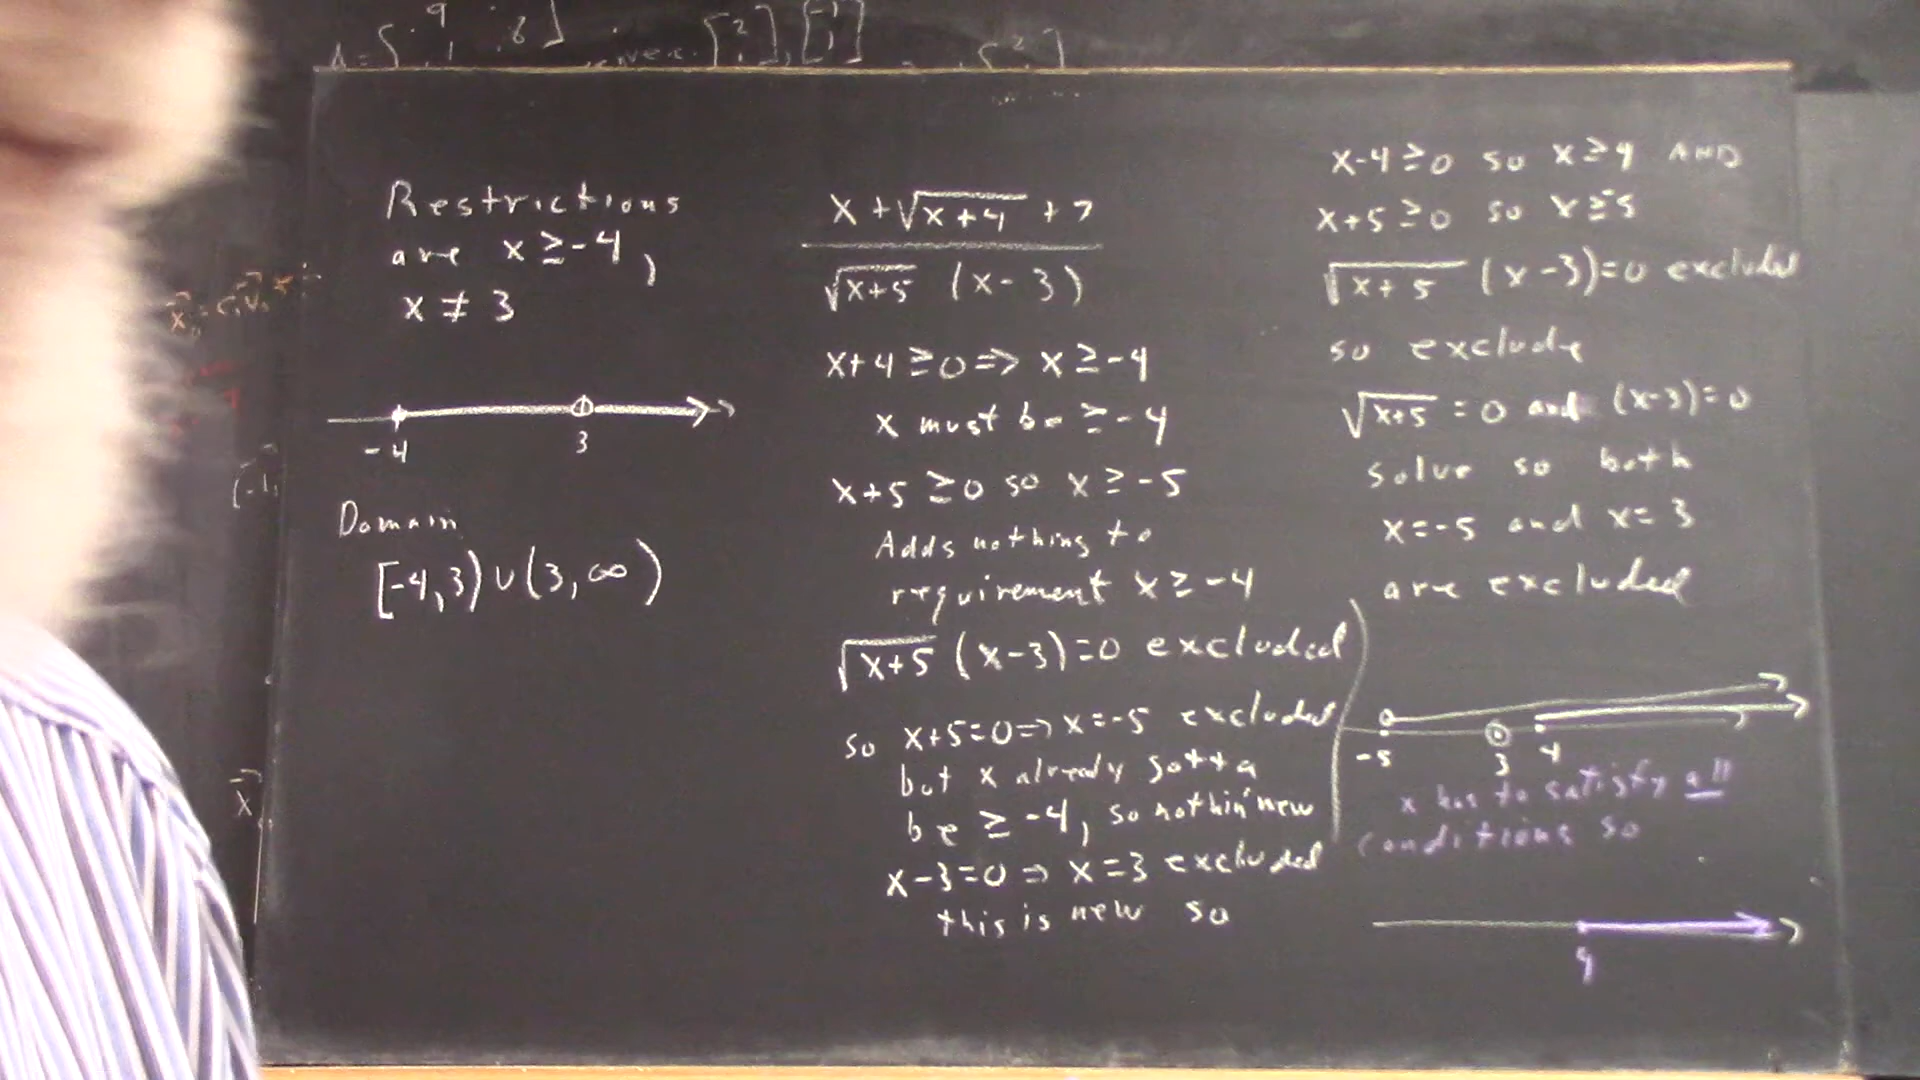 Restrictions
are x ≥ -4,
x ≠ 3
-4 3
Domain
[-4,3) ∪ (3, ∞)
x + √(x+4) + 7
√(x+5) (x-3)
x+4 ≥ 0 ⇒ x ≥ -4
x must be ≥ -4
x+5 ≥ 0 so x ≥ -5
Adds nothing to
requirement x ≥ -4
√(x+5) (x-3)=0 excluded
so x+5=0 ⇒ x=-5 excluded
but x already gotta
be ≥ -4, so nothin' new
x-3=0 ⇒ x=3 excluded
this is new so
x-4 ≥ 0 so x ≥ 4 AND
x+5 ≥ 0 so x ≥ -5
√(x+5) (x-3)=0 excluded
so exclude
√(x+5) = 0 and (x-3)=0
solve so both
x=-5 and x=3
are excluded
-5 3 4
x has to satisfy all
conditions so
4